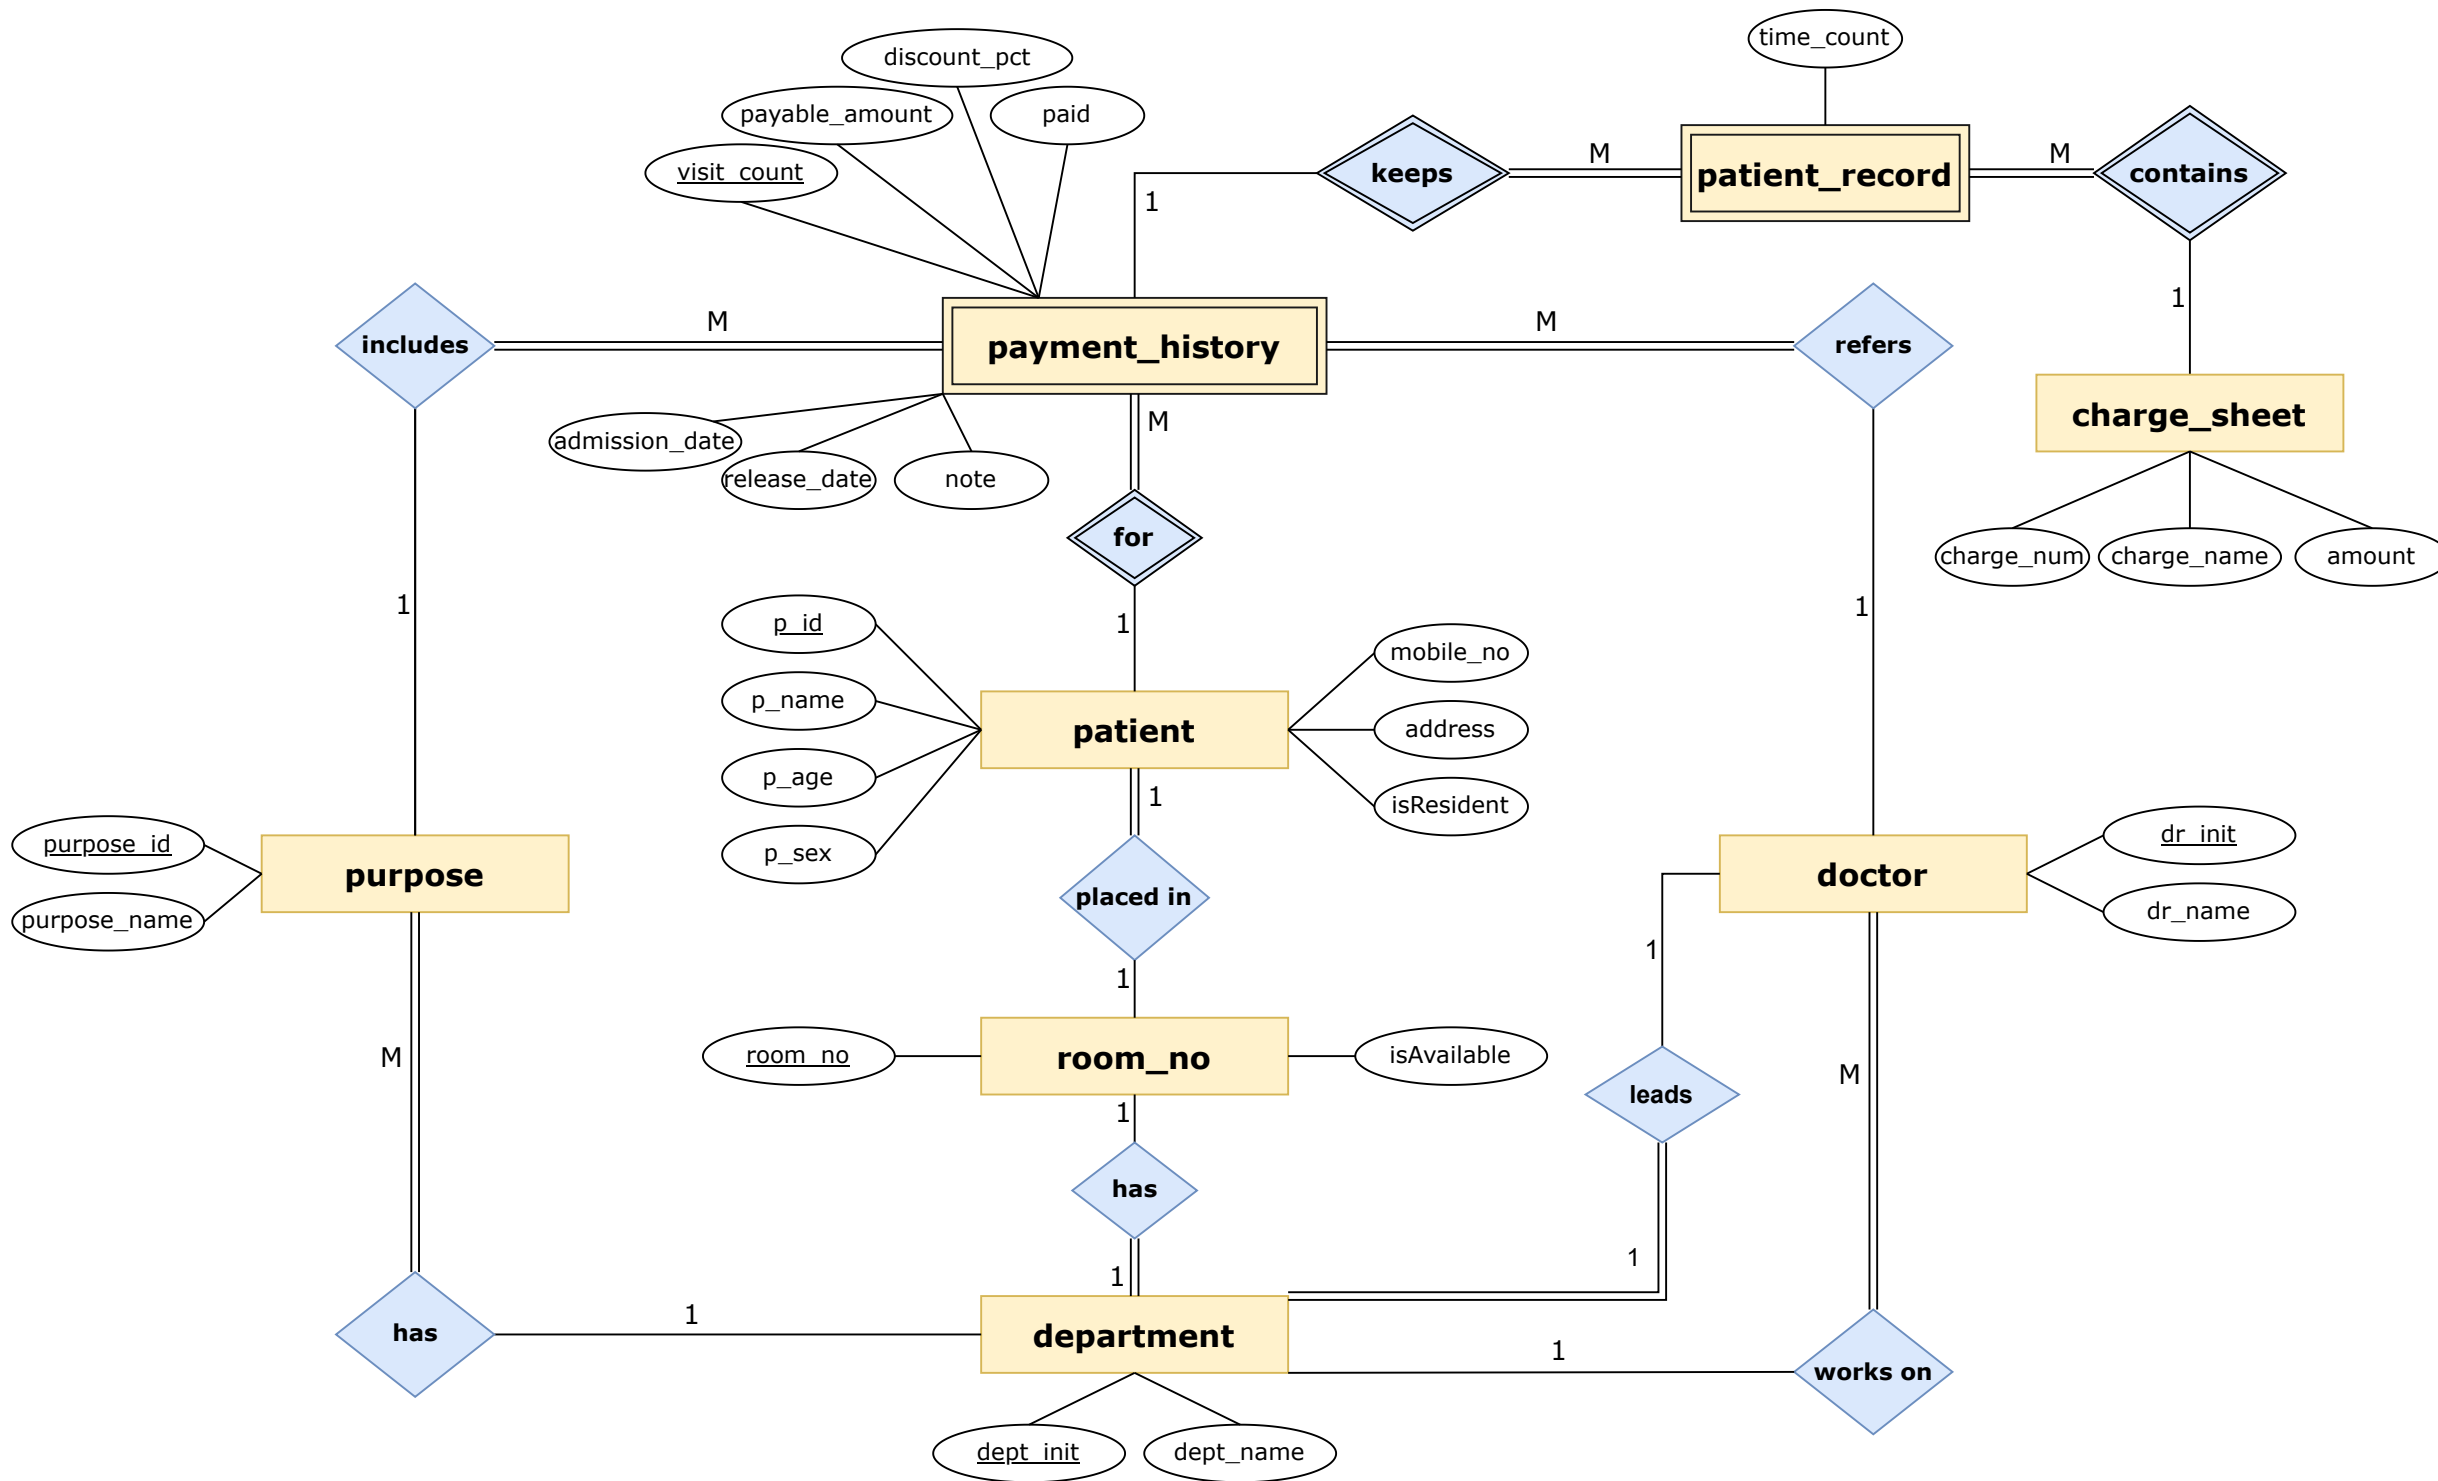 time_count
discount_pct
payable_amount
paid
visit_count
keeps
M
patient_record
M
contains
1
1
includes
M
payment_history
M
refers
M
admission_date
release_date
note
charge_sheet
for
charge_num
charge_name
amount
1
1
1
p_id
mobile_no
p_name
patient
address
p_age
1
isResident
p_sex
purpose_id
purpose
purpose_name
placed in
doctor
dr_init
dr_name
1
1
M
room_no
room_no
isAvailable
M
1
leads
has
1
1
has
1
department
1
works on
dept_init
dept_name